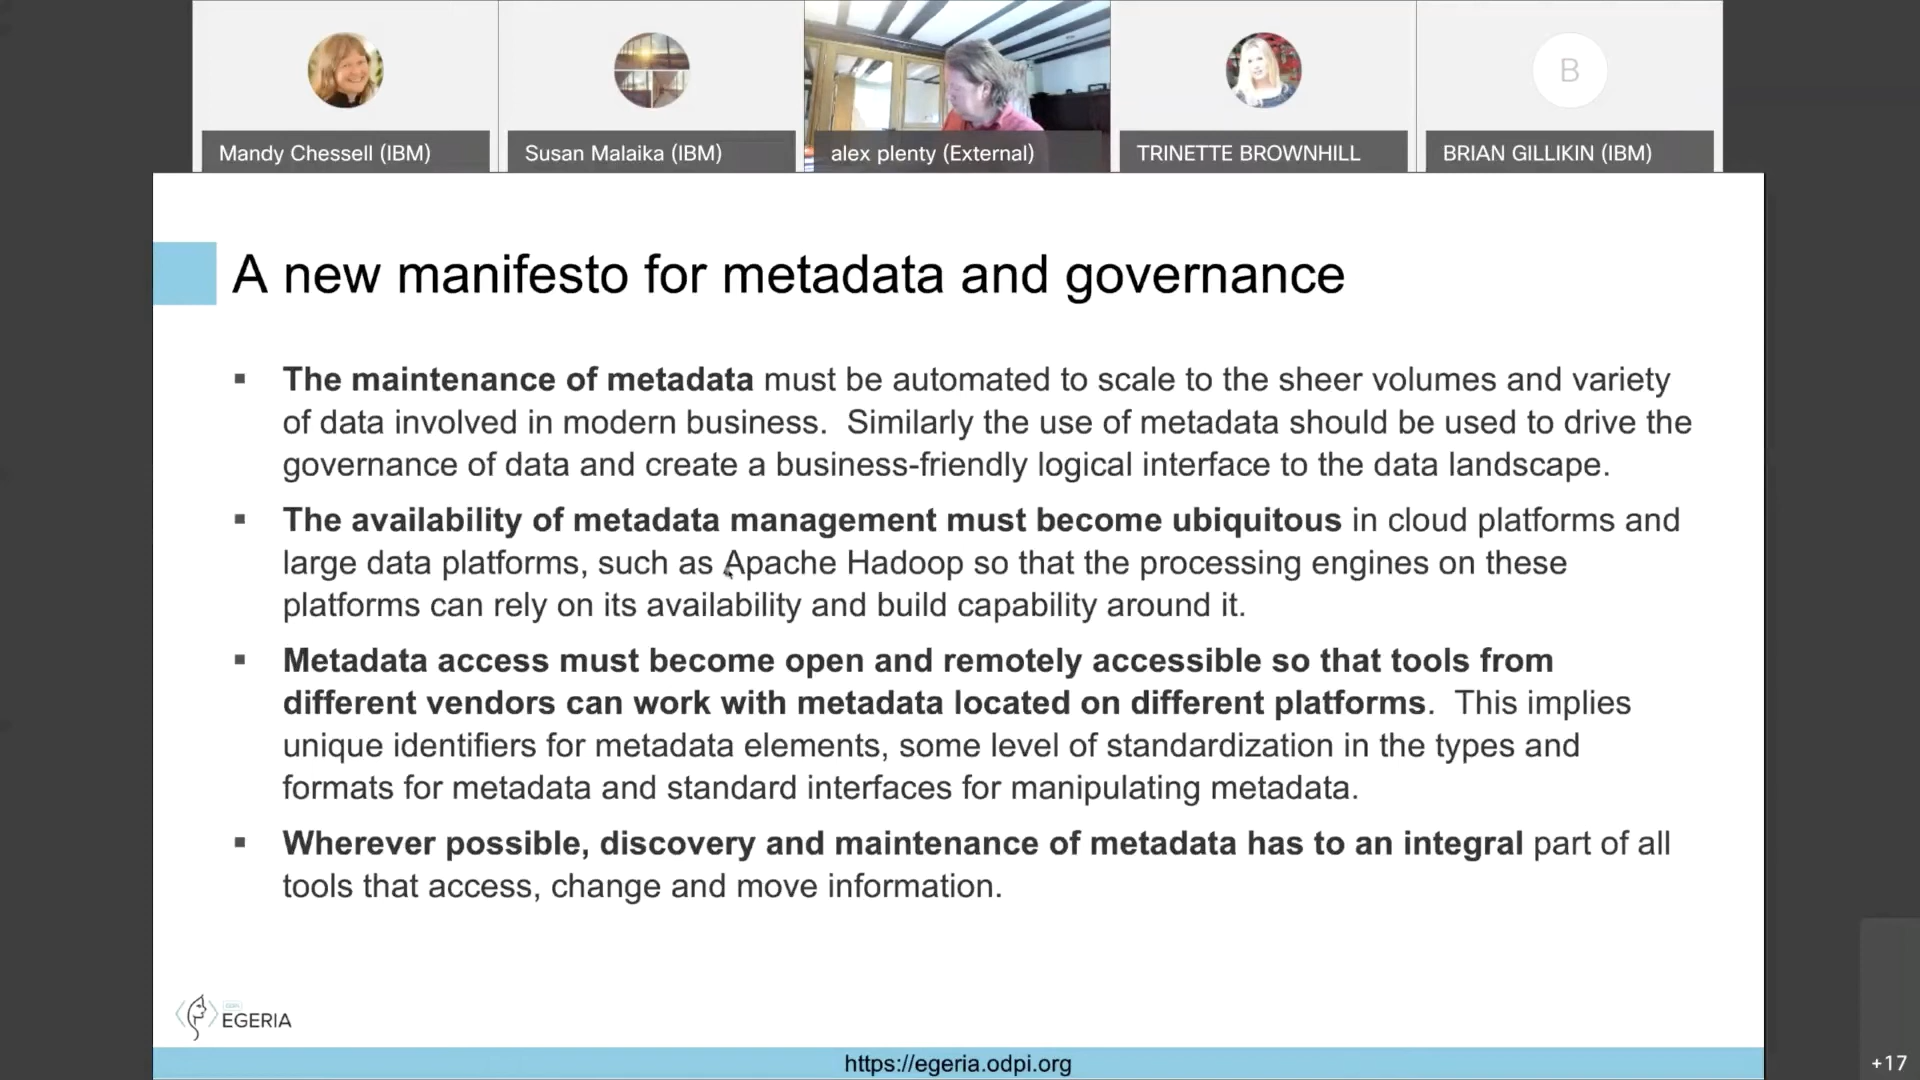 Mandy Chessell (IBM)
Susan Malaika (IBM)
alex plenty (External)
TRINETTE BROWNHILL
B
BRIAN GILLIKIN (IBM)
A new manifesto for metadata and governance
▪ The maintenance of metadata must be automated to scale to the sheer volumes and variety
of data involved in modern business.  Similarly the use of metadata should be used to drive the
governance of data and create a business-friendly logical interface to the data landscape.
▪ The availability of metadata management must become ubiquitous in cloud platforms and
large data platforms, such as Apache Hadoop so that the processing engines on these
platforms can rely on its availability and build capability around it.
▪ Metadata access must become open and remotely accessible so that tools from
different vendors can work with metadata located on different platforms.  This implies
unique identifiers for metadata elements, some level of standardization in the types and
formats for metadata and standard interfaces for manipulating metadata.
▪ Wherever possible, discovery and maintenance of metadata has to an integral part of all
tools that access, change and move information.
EGERIA
https://egeria.odpi.org
+17